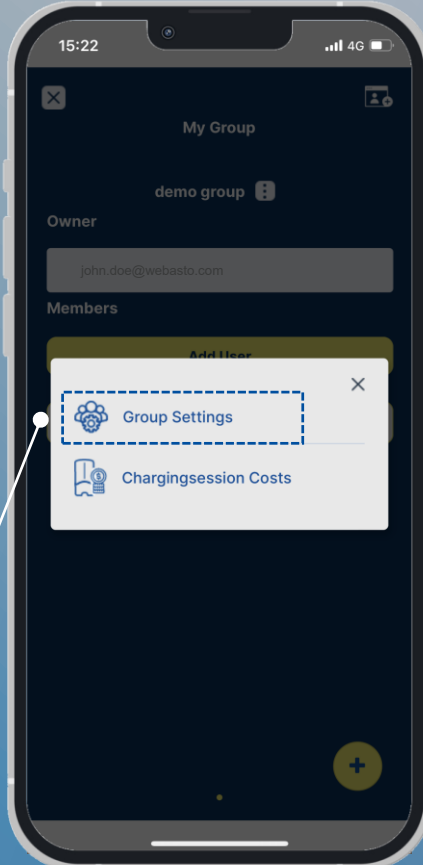 15:22
4G
My Group
demo group
Owner
john.doe@webasto.com
Members
Add User
Group Settings
Chargingsession Costs